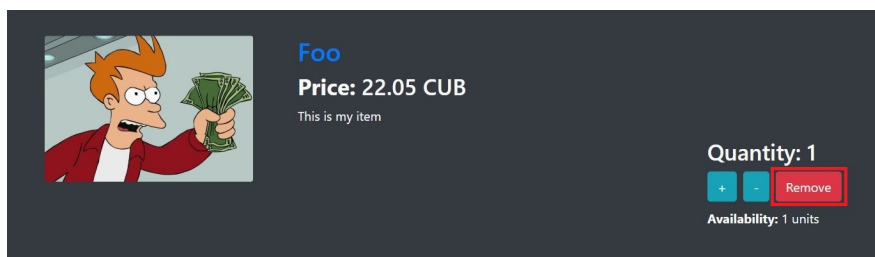 Foo
Price: 22.05 CUB
This is my item
Quantity: 1
+ - Remove
Availability: 1 units